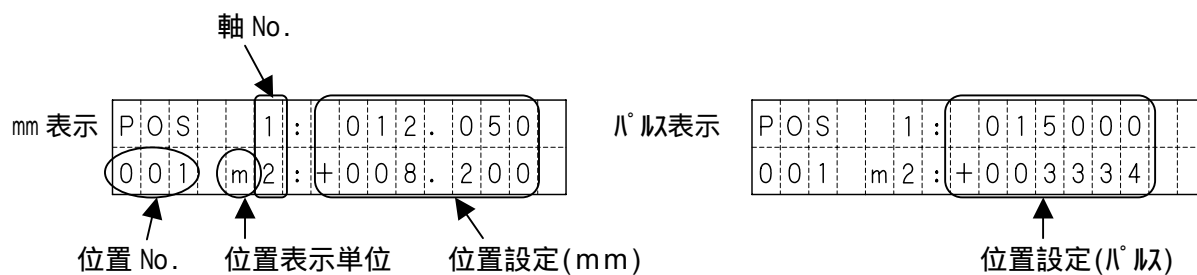 軸 No.
mm 表示
POS 1: 012.050
001 m2:+008.200
パルス表示
POS 1: 015000
001 m2:+003334
位置 No.
位置表示単位
位置設定(mm)
位置設定(パルス)